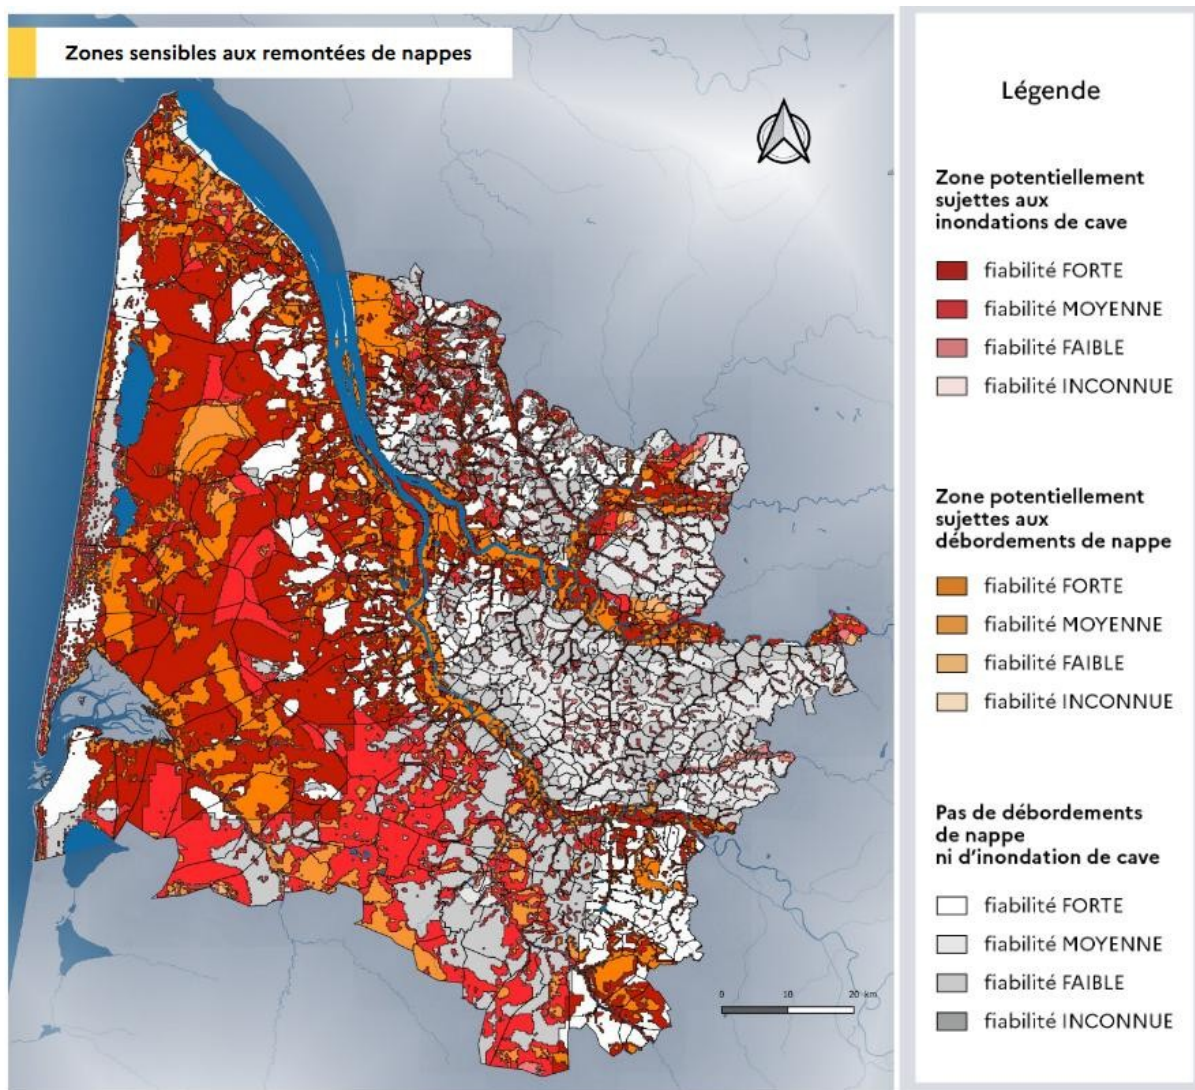 Zones sensibles aux remontées de nappes
Légende
Zone potentiellement
sujettes aux
inondations de cave
fiabilité FORTE
fiabilité MOYENNE
fiabilité FAIBLE
fiabilité INCONNUE
Zone potentiellement
sujettes aux
débordements de nappe
fiabilité FORTE
fiabilité MOYENNE
fiabilité FAIBLE
fiabilité INCONNUE
Pas de débordements
de nappe
ni d'inondation de cave
fiabilité FORTE
fiabilité MOYENNE
fiabilité FAIBLE
fiabilité INCONNUE
0 10 20 km